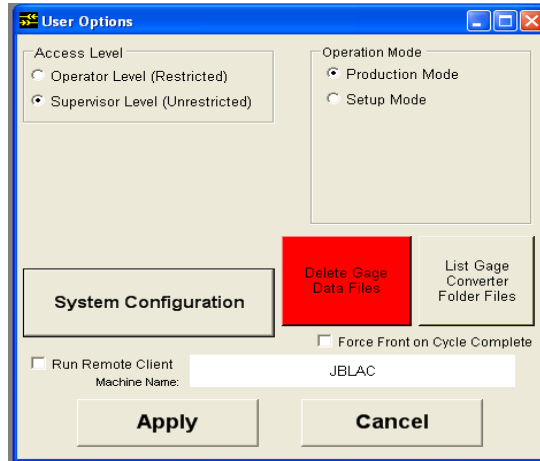 User Options
Access Level
Operator Level (Restricted)
Supervisor Level (Unrestricted)
Operation Mode
Production Mode
Setup Mode
System Configuration
Delete Gage
Data Files
List Gage
Converter
Folder Files
Force Front on Cycle Complete
Run Remote Client
Machine Name:
JBLAC
Apply
Cancel